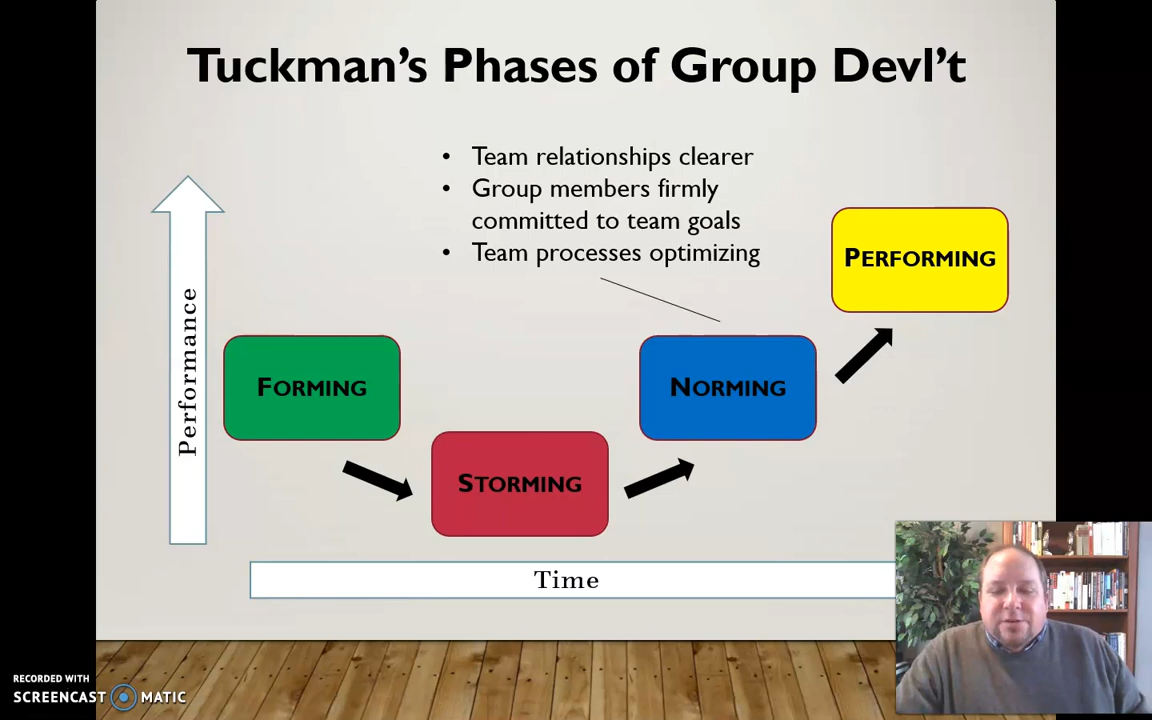 Tuckman’s Phases of Group Devl’t
• Team relationships clearer
• Group members firmly
committed to team goals
• Team processes optimizing
PERFORMING
Performance
FORMING
NORMING
STORMING
Time
RECORDED WITH
SCREENCAST MATIC